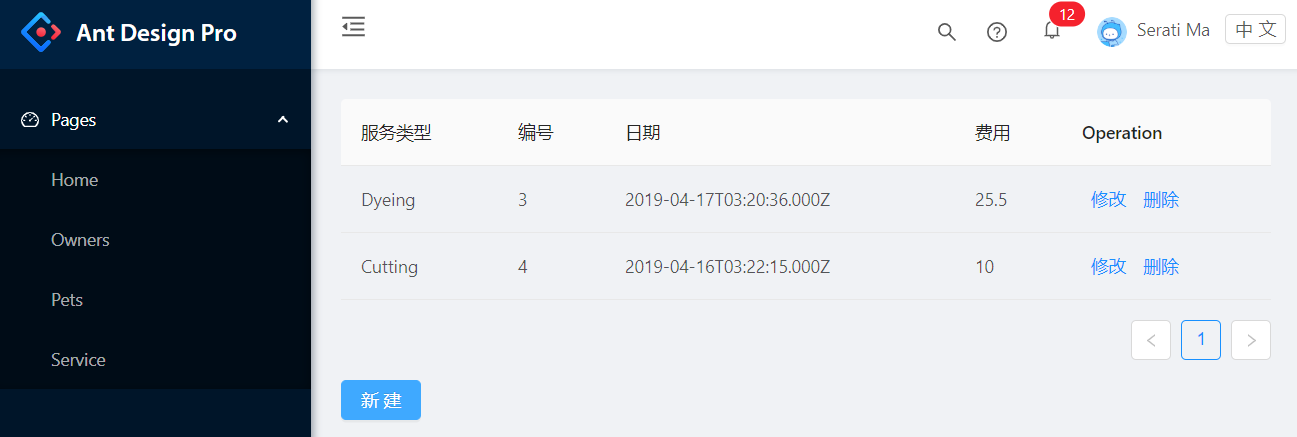 Ant Design Pro
12
Serati Ma
中 文
Pages
Home
Owners
Pets
Service
服务类型 编号 日期 费用 Operation
Dyeing 3 2019-04-17T03:20:36.000Z 25.5 修改 删除
Cutting 4 2019-04-16T03:22:15.000Z 10 修改 删除
1
新 建